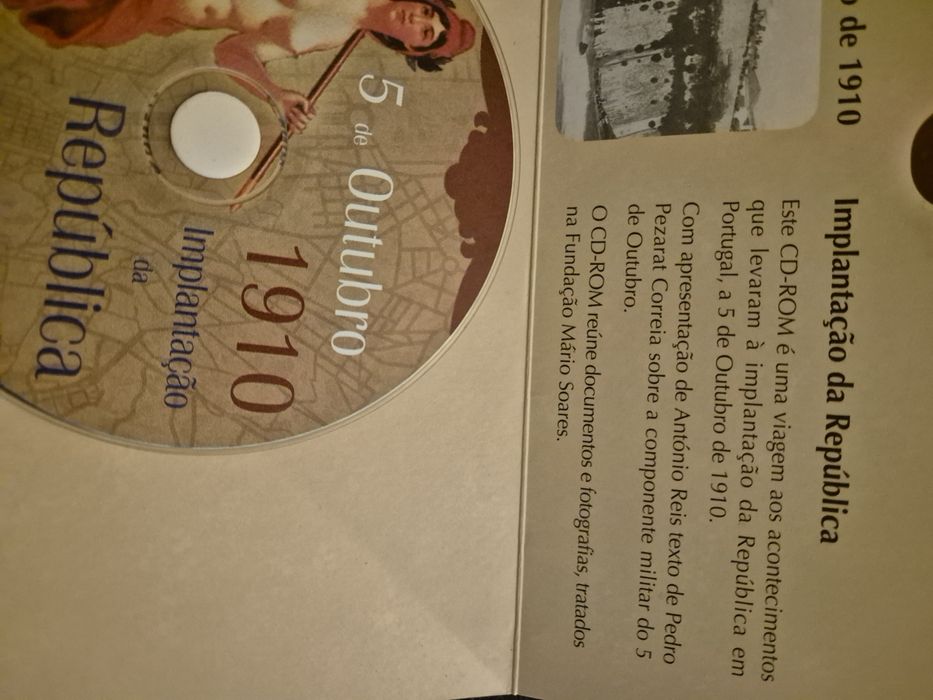 o de 1910
Implantação da República
Este CD-ROM é uma viagem aos acontecimentos
que levaram à implantação da República em
Portugal, a 5 de Outubro de 1910.
Com apresentação de António Reis texto de Pedro
Pezarat Correia sobre a componente militar do 5
de Outubro.
O CD-ROM reúne documentos e fotografias, tratados
na Fundação Mário Soares.
5 de Outubro
1910
Implantação
da
República